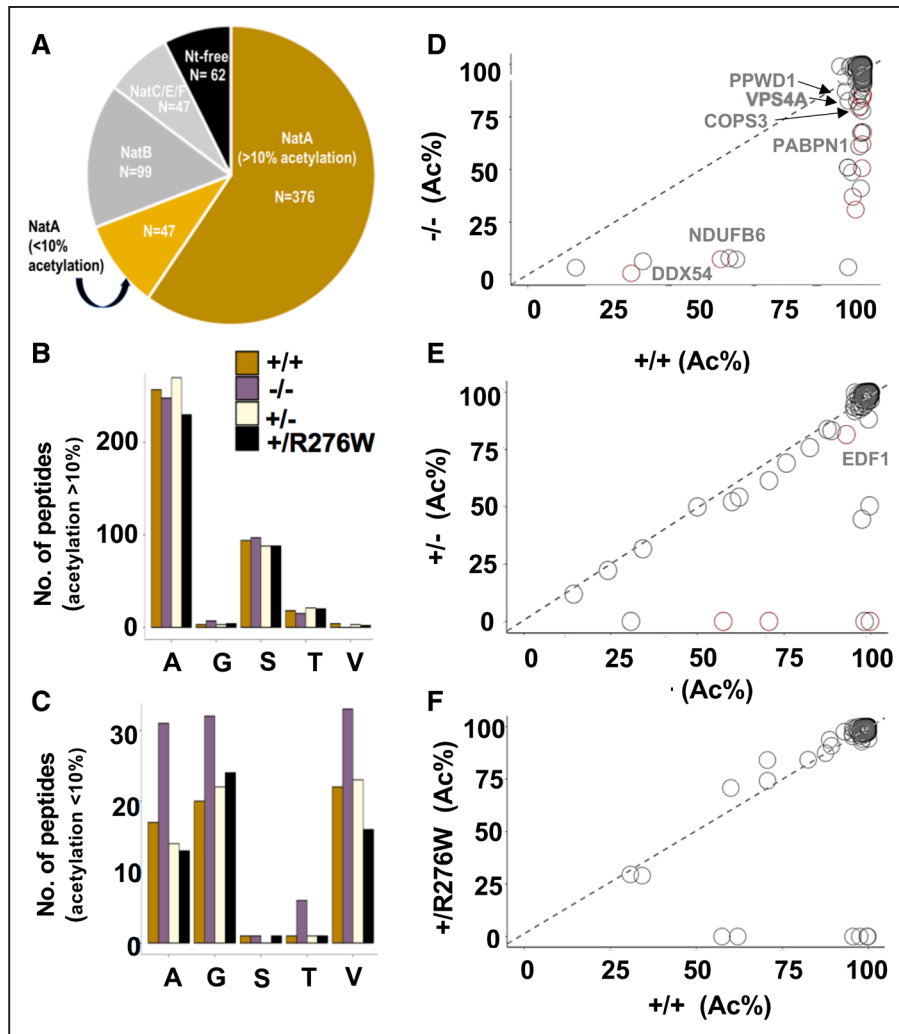 A
Nt-free
N= 62
NatC/E/F
N=47
NatB
N=99
NatA
(>10% acetylation)
N=376
N=47
NatA
(<10%
acetylation)
B
+/+
-/-
+/-
+/R276W
No. of peptides
(acetylation >10%)
200
100
0
A G S T V
C
No. of peptides
(acetylation <10%)
30
20
10
0
A G S T V
D
-/- (Ac%)
100
75
50
25
0
PPWD1
VPS4A
COPS3
PABPN1
NDUFB6
DDX54
0 25 50 75 100
+/+ (Ac%)
E
+/- (Ac%)
100
75
50
25
0
EDF1
0 25 50 75 100
(Ac%)
F
+/R276W (Ac%)
100
75
50
25
0
0 25 50 75 100
+/+ (Ac%)